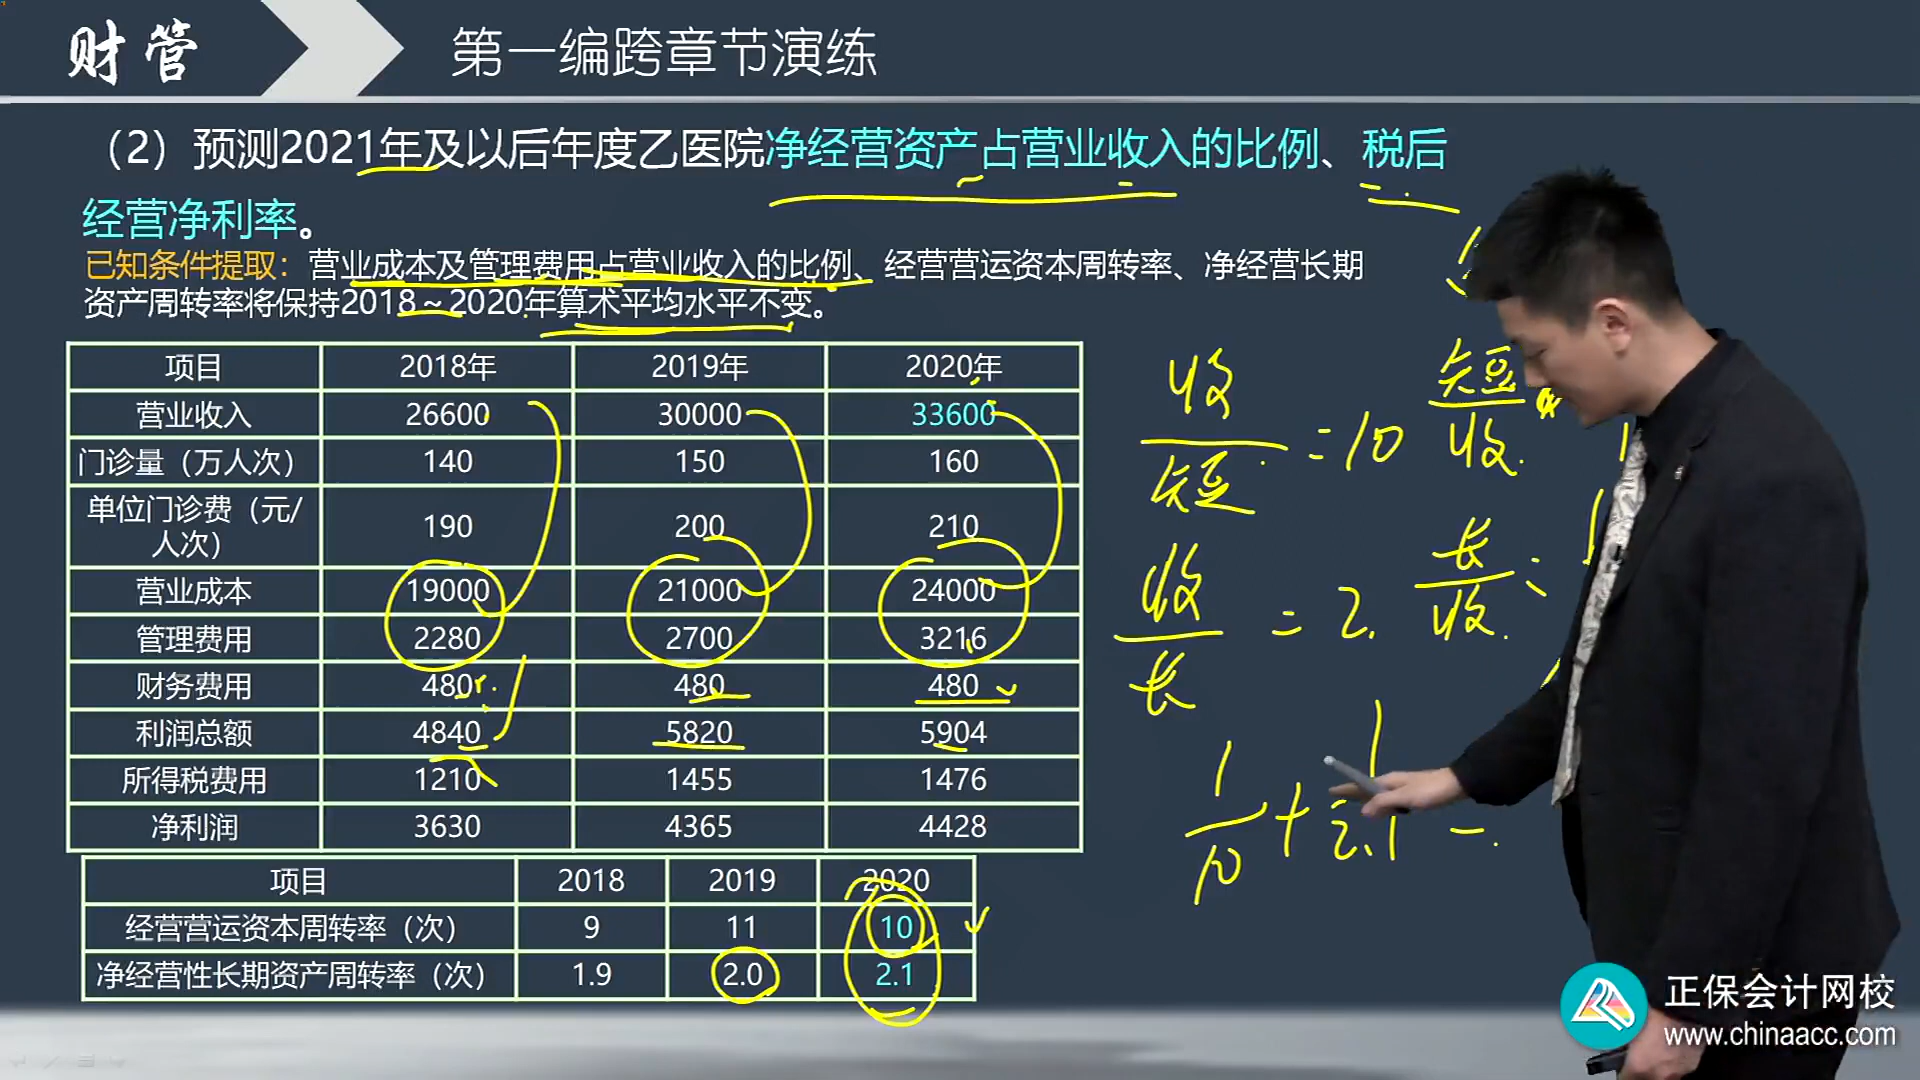 财管
第一编跨章节演练
（2）预测2021年及以后年度乙医院净经营资产占营业收入的比例、税后
经营净利率。
已知条件提取：营业成本及管理费用占营业收入的比例、经营营运资本周转率、净经营长期
资产周转率将保持2018~2020年算术平均水平不变。
项目 2018年 2019年 2020年
营业收入 26600 30000 33600
门诊量（万人次） 140 150 160
单位门诊费（元/
人次） 190 200 210
营业成本 19000 21000 24000
管理费用 2280 2700 3216
财务费用 480 480 480
利润总额 4840 5820 5904
所得税费用 1210 1455 1476
净利润 3630 4365 4428
项目 2018 2019 2020
经营营运资本周转率（次） 9 11 10
净经营性长期资产周转率（次） 1.9 2.0 2.1
收
短 =10 短
收
收
长 =2. 长
收
1
10 + 1
2.1 =
正保会计网校
www.chinaacc.com